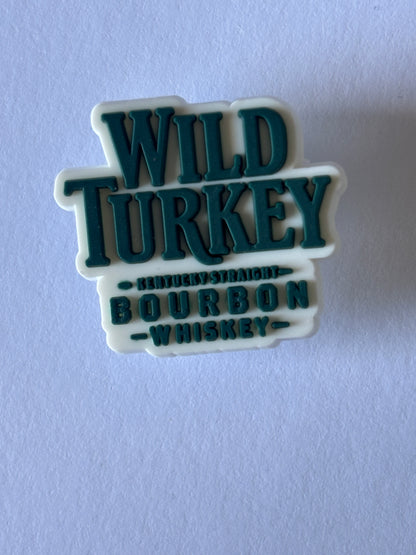 WILD
TURKEY
KENTUCKY STRAIGHT
BOURBON
WHISKEY